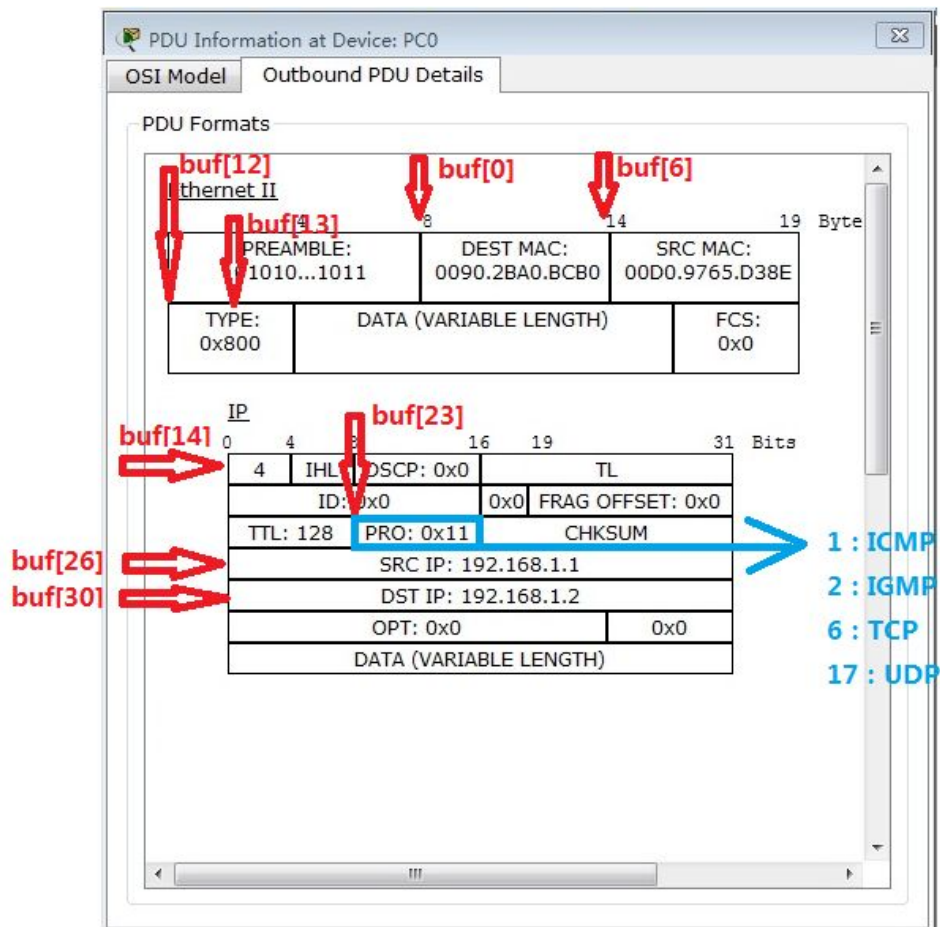 PDU Information at Device: PC0
OSI Model Outbound PDU Details
PDU Formats
buf[12] buf[0] buf[6]
Ethernet II
buf[13]
4 8 14 19 Byte
PREAMBLE: DEST MAC: SRC MAC:
01010...1011 0090.2BA0.BCB0 00D0.9765.D38E
TYPE: DATA (VARIABLE LENGTH) FCS:
0x800 0x0
IP buf[23]
buf[14] 0 4 8 16 19 31 Bits
4 IHL DSCP: 0x0 TL
ID: 0x0 0x0 FRAG OFFSET: 0x0
TTL: 128 PRO: 0x11 CHKSUM
buf[26] SRC IP: 192.168.1.1
buf[30] DST IP: 192.168.1.2
OPT: 0x0 0x0
DATA (VARIABLE LENGTH)
1 : ICMP
2 : IGMP
6 : TCP
17 : UDP